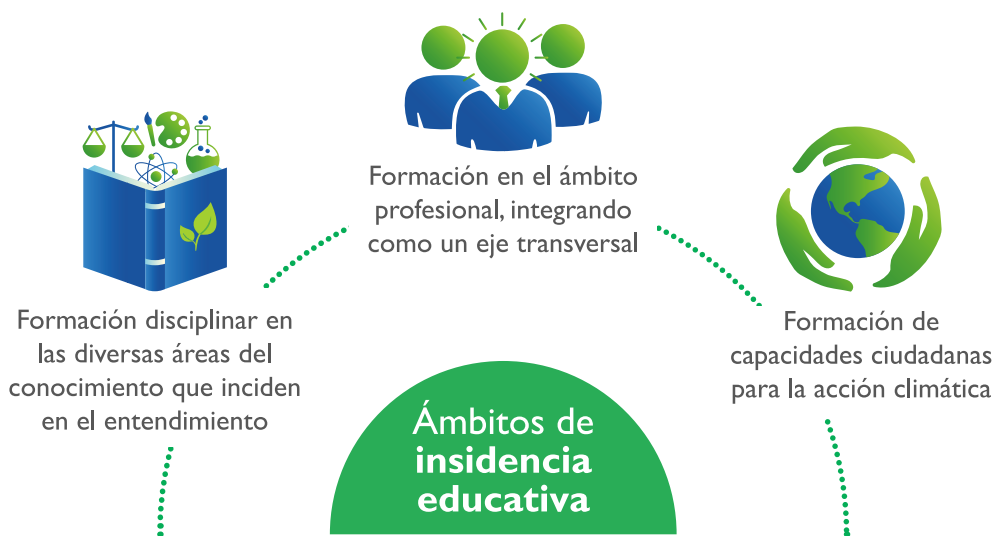 Formación en el ámbito
profesional, integrando
como un eje transversal
Formación disciplinar en
las diversas áreas del
conocimiento que inciden
en el entendimiento
Formación de
capacidades ciudadanas
para la acción climática
Ámbitos de
insidencia
educativa